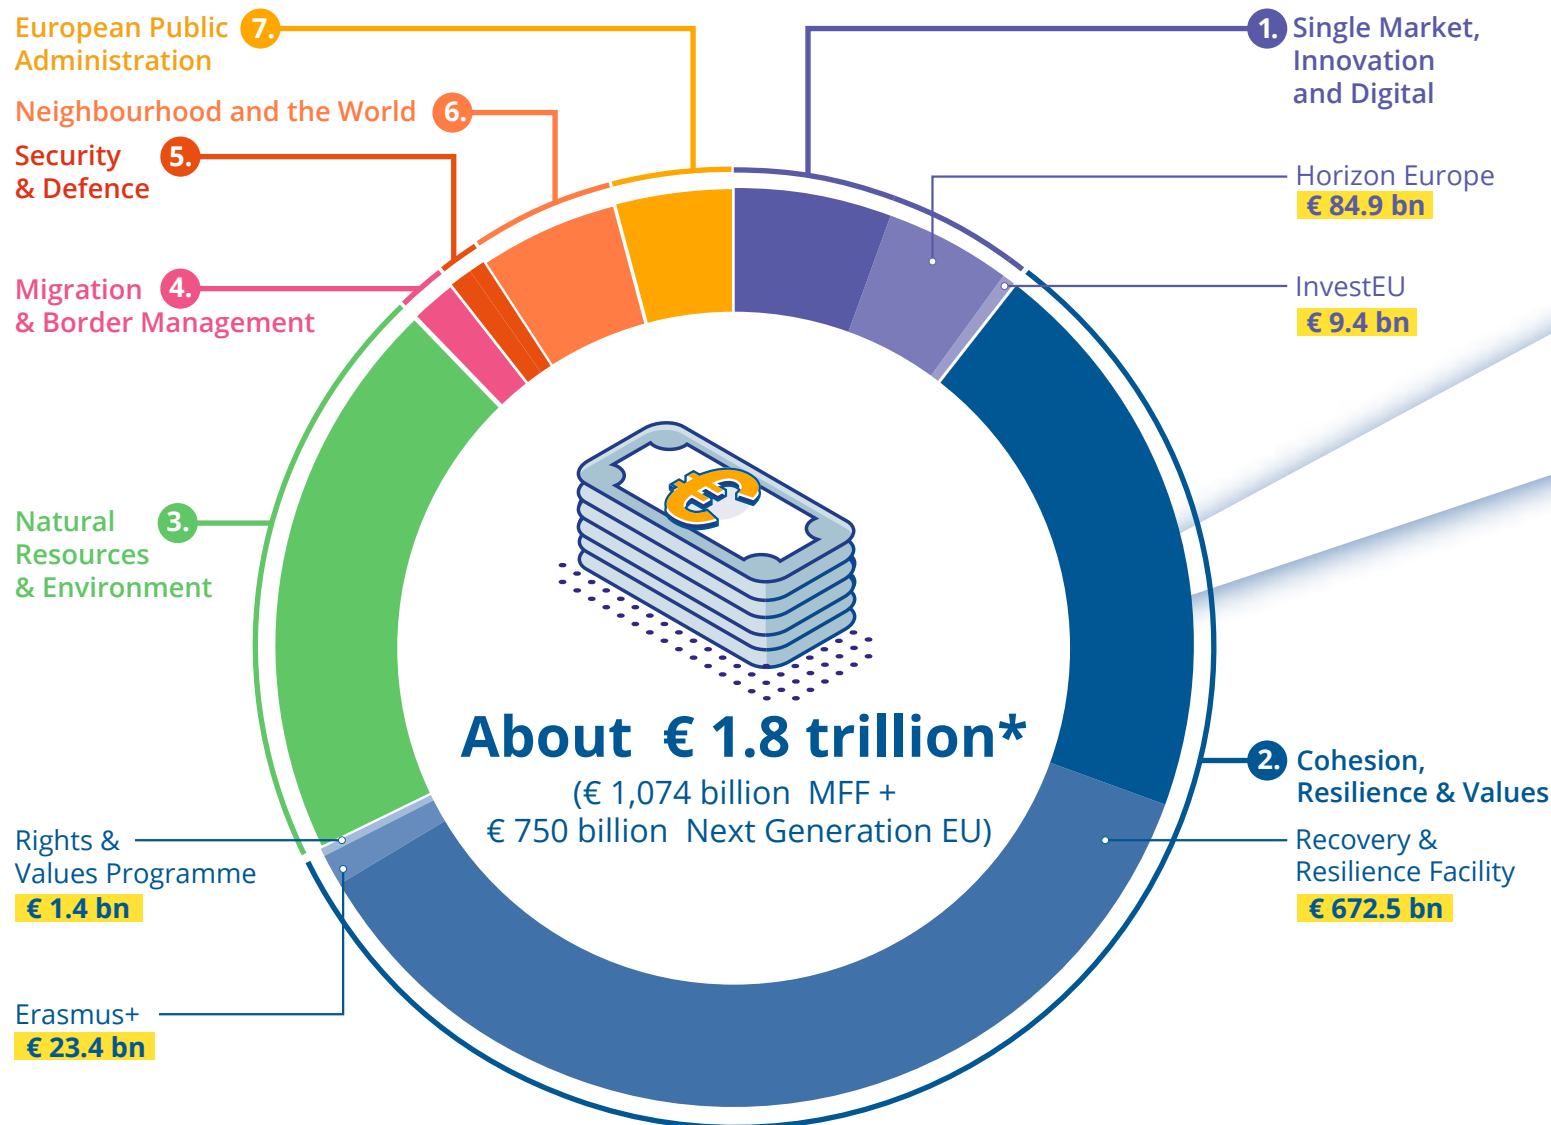 European Public
Administration
7.
Neighbourhood and the World
6.
Security
& Defence
5.
Migration
& Border Management
4.
Natural
Resources
& Environment
3.
Rights &
Values Programme
€ 1.4 bn
Erasmus+
€ 23.4 bn
1.
Single Market,
Innovation
and Digital
Horizon Europe
€ 84.9 bn
InvestEU
€ 9.4 bn
2.
Cohesion,
Resilience & Values
Recovery &
Resilience Facility
€ 672.5 bn
About € 1.8 trillion*
(€ 1,074 billion MFF +
€ 750 billion Next Generation EU)